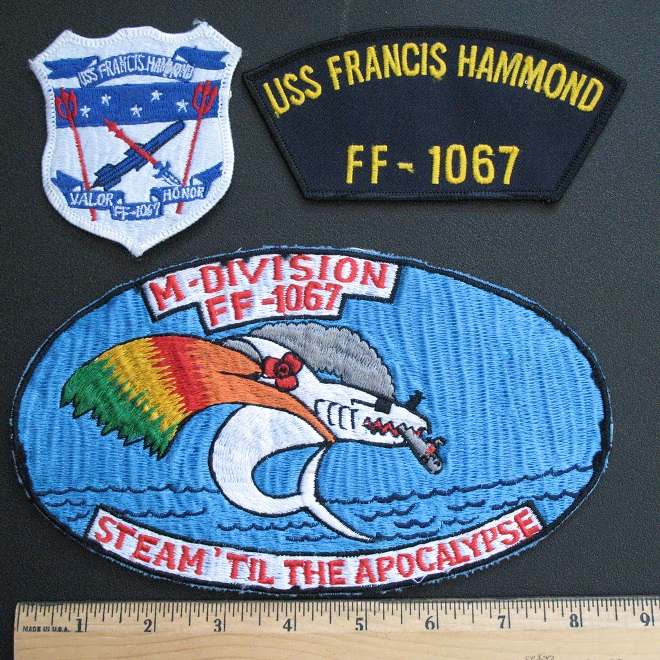 USS FRANCIS HAMMOND
VALOR FF-1067 HONOR
USS FRANCIS HAMMOND
FF-1067
M-DIVISION
FF-1067
STEAM 'TIL THE APOCALYPSE
1 2 3 4 5 6 7 8 9
MADE IN U.S.A.